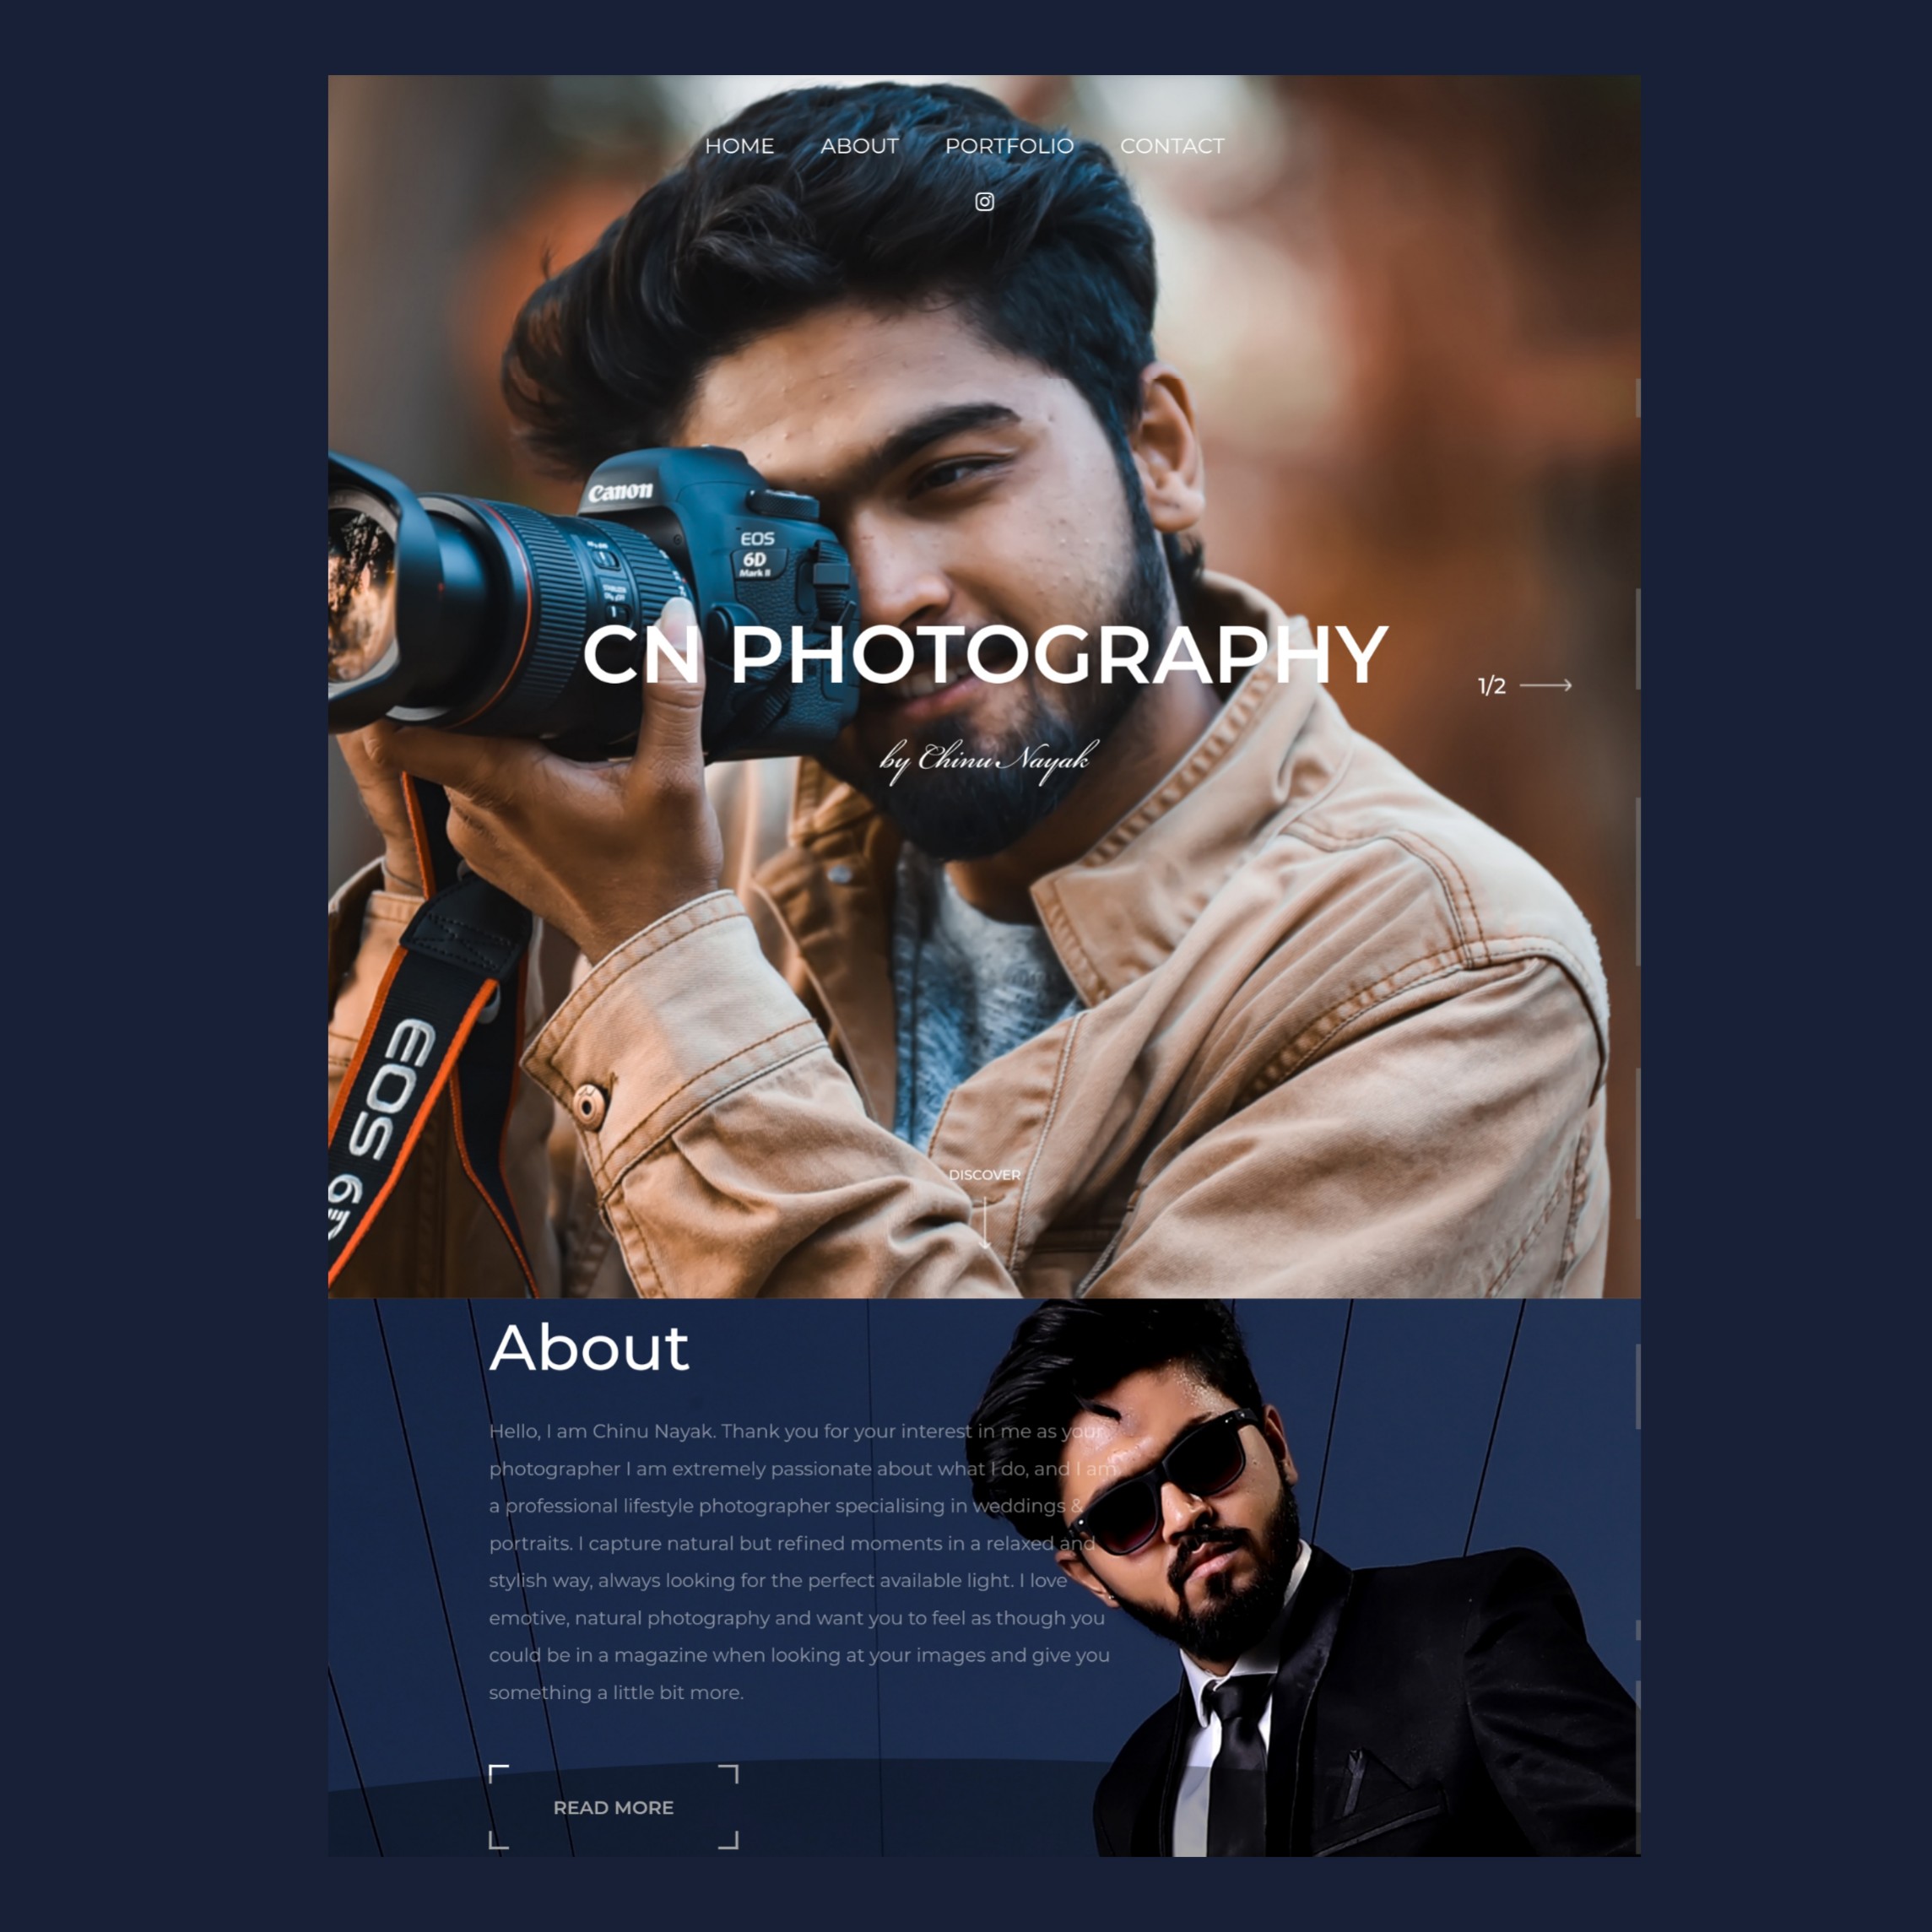 HOME ABOUT PORTFOLIO CONTACT
Canon
EOS
6D
Mark II
CN PHOTOGRAPHY
1/2
by Chinu Nayak
EOS
DISCOVER
About
Hello, I am Chinu Nayak. Thank you for your interest in me as your
photographer I am extremely passionate about what I do, and I am
a professional lifestyle photographer specialising in weddings &
portraits. I capture natural but refined moments in a relaxed and
stylish way, always looking for the perfect available light. I love
emotive, natural photography and want you to feel as though you
could be in a magazine when looking at your images and give you
something a little bit more.
READ MORE